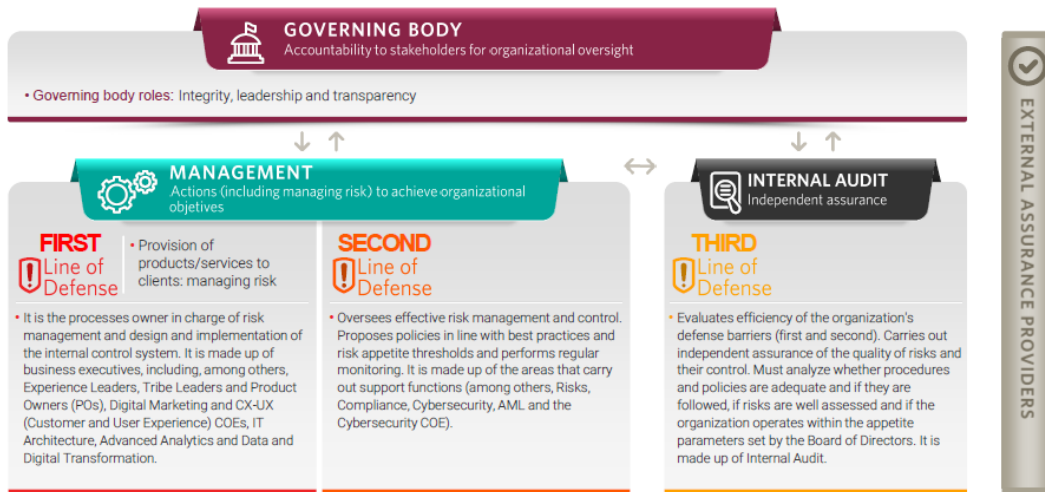 GOVERNING BODY
Accountability to stakeholders for organizational oversight
• Governing body roles: Integrity, leadership and transparency
MANAGEMENT
Actions (including managing risk) to achieve organizational
objectives
INTERNAL AUDIT
Independent assurance
FIRST
Line of
Defense
• Provision of
products/services to
clients: managing risk
• It is the processes owner in charge of risk
management and design and implementation of
the internal control system. It is made up of
business executives, including, among others,
Experience Leaders, Tribe Leaders and Product
Owners (POs), Digital Marketing and CX-UX
(Customer and User Experience) COEs, IT
Architecture, Advanced Analytics and Data and
Digital Transformation.
SECOND
Line of
Defense
• Oversees effective risk management and control.
Proposes policies in line with best practices and
risk appetite thresholds and performs regular
monitoring. It is made up of the areas that carry
out support functions (among others, Risks,
Compliance, Cybersecurity, AML and the
Cybersecurity COE).
THIRD
Line of
Defense
• Evaluates efficiency of the organization's
defense barriers (first and second). Carries out
independent assurance of the quality of risks and
their control. Must analyze whether procedures
and policies are adequate and if they are
followed, if risks are well assessed and if the
organization operates within the appetite
parameters set by the Board of Directors. It is
made up of Internal Audit.
EXTERNAL ASSURANCE PROVIDERS